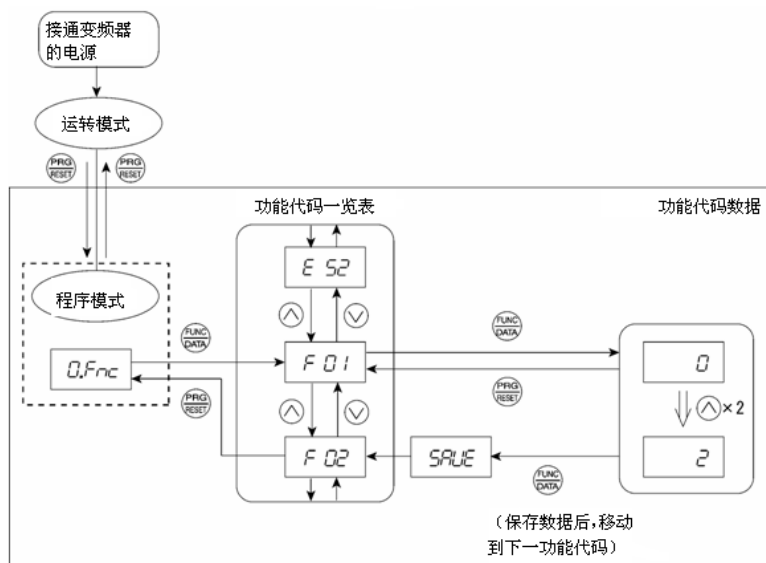 接通变频器
的电源
运转模式
PRG
RESET
PRG
RESET
功能代码一览表
功能代码数据
E 52
程序模式
FUNC
DATA
FUNC
DATA
0.Fnc
F 01
0
PRG
RESET
PRG
RESET
×2
F 02
SAVE
2
FUNC
DATA
（保存数据后，移动
到下一功能代码）